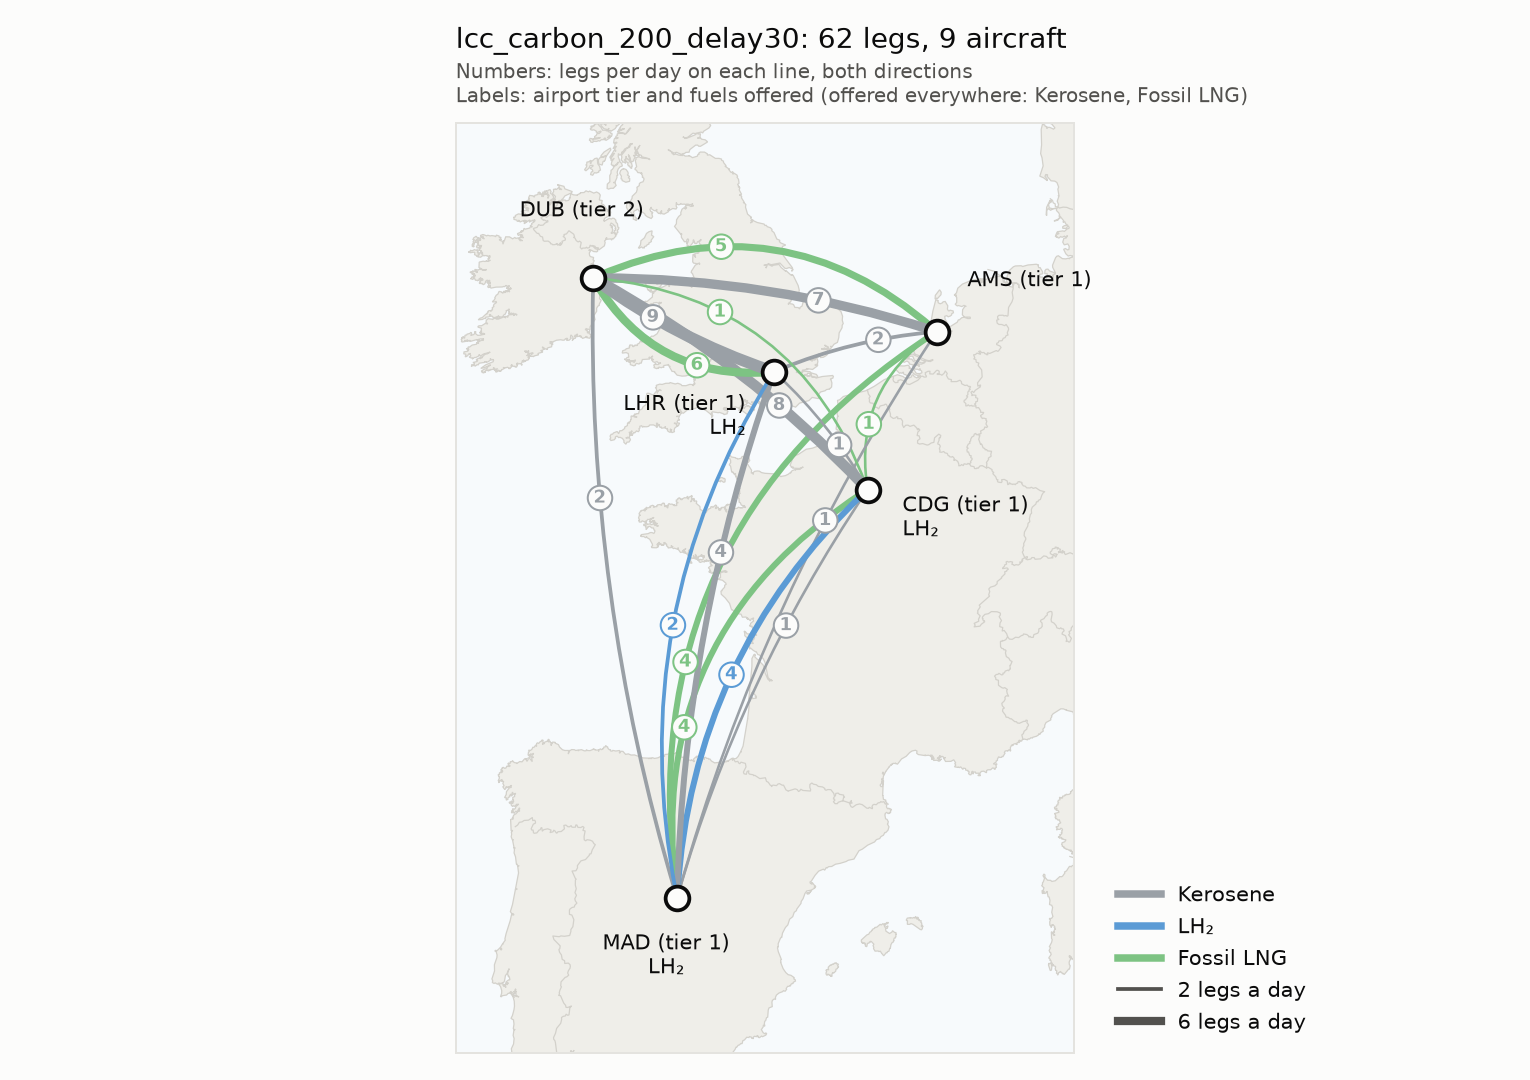 lcc_carbon_200_delay30: 62 legs, 9 aircraft
Numbers: legs per day on each line, both directions
Labels: airport tier and fuels offered (offered everywhere: Kerosene, Fossil LNG)
DUB (tier 2)
5
AMS (tier 1)
7
1
9
2
6
LHR (tier 1)
LH₂
8
1
1
2
CDG (tier 1)
LH₂
1
4
2
1
4
4
4
Kerosene
LH₂
Fossil LNG
2 legs a day
6 legs a day
MAD (tier 1)
LH₂